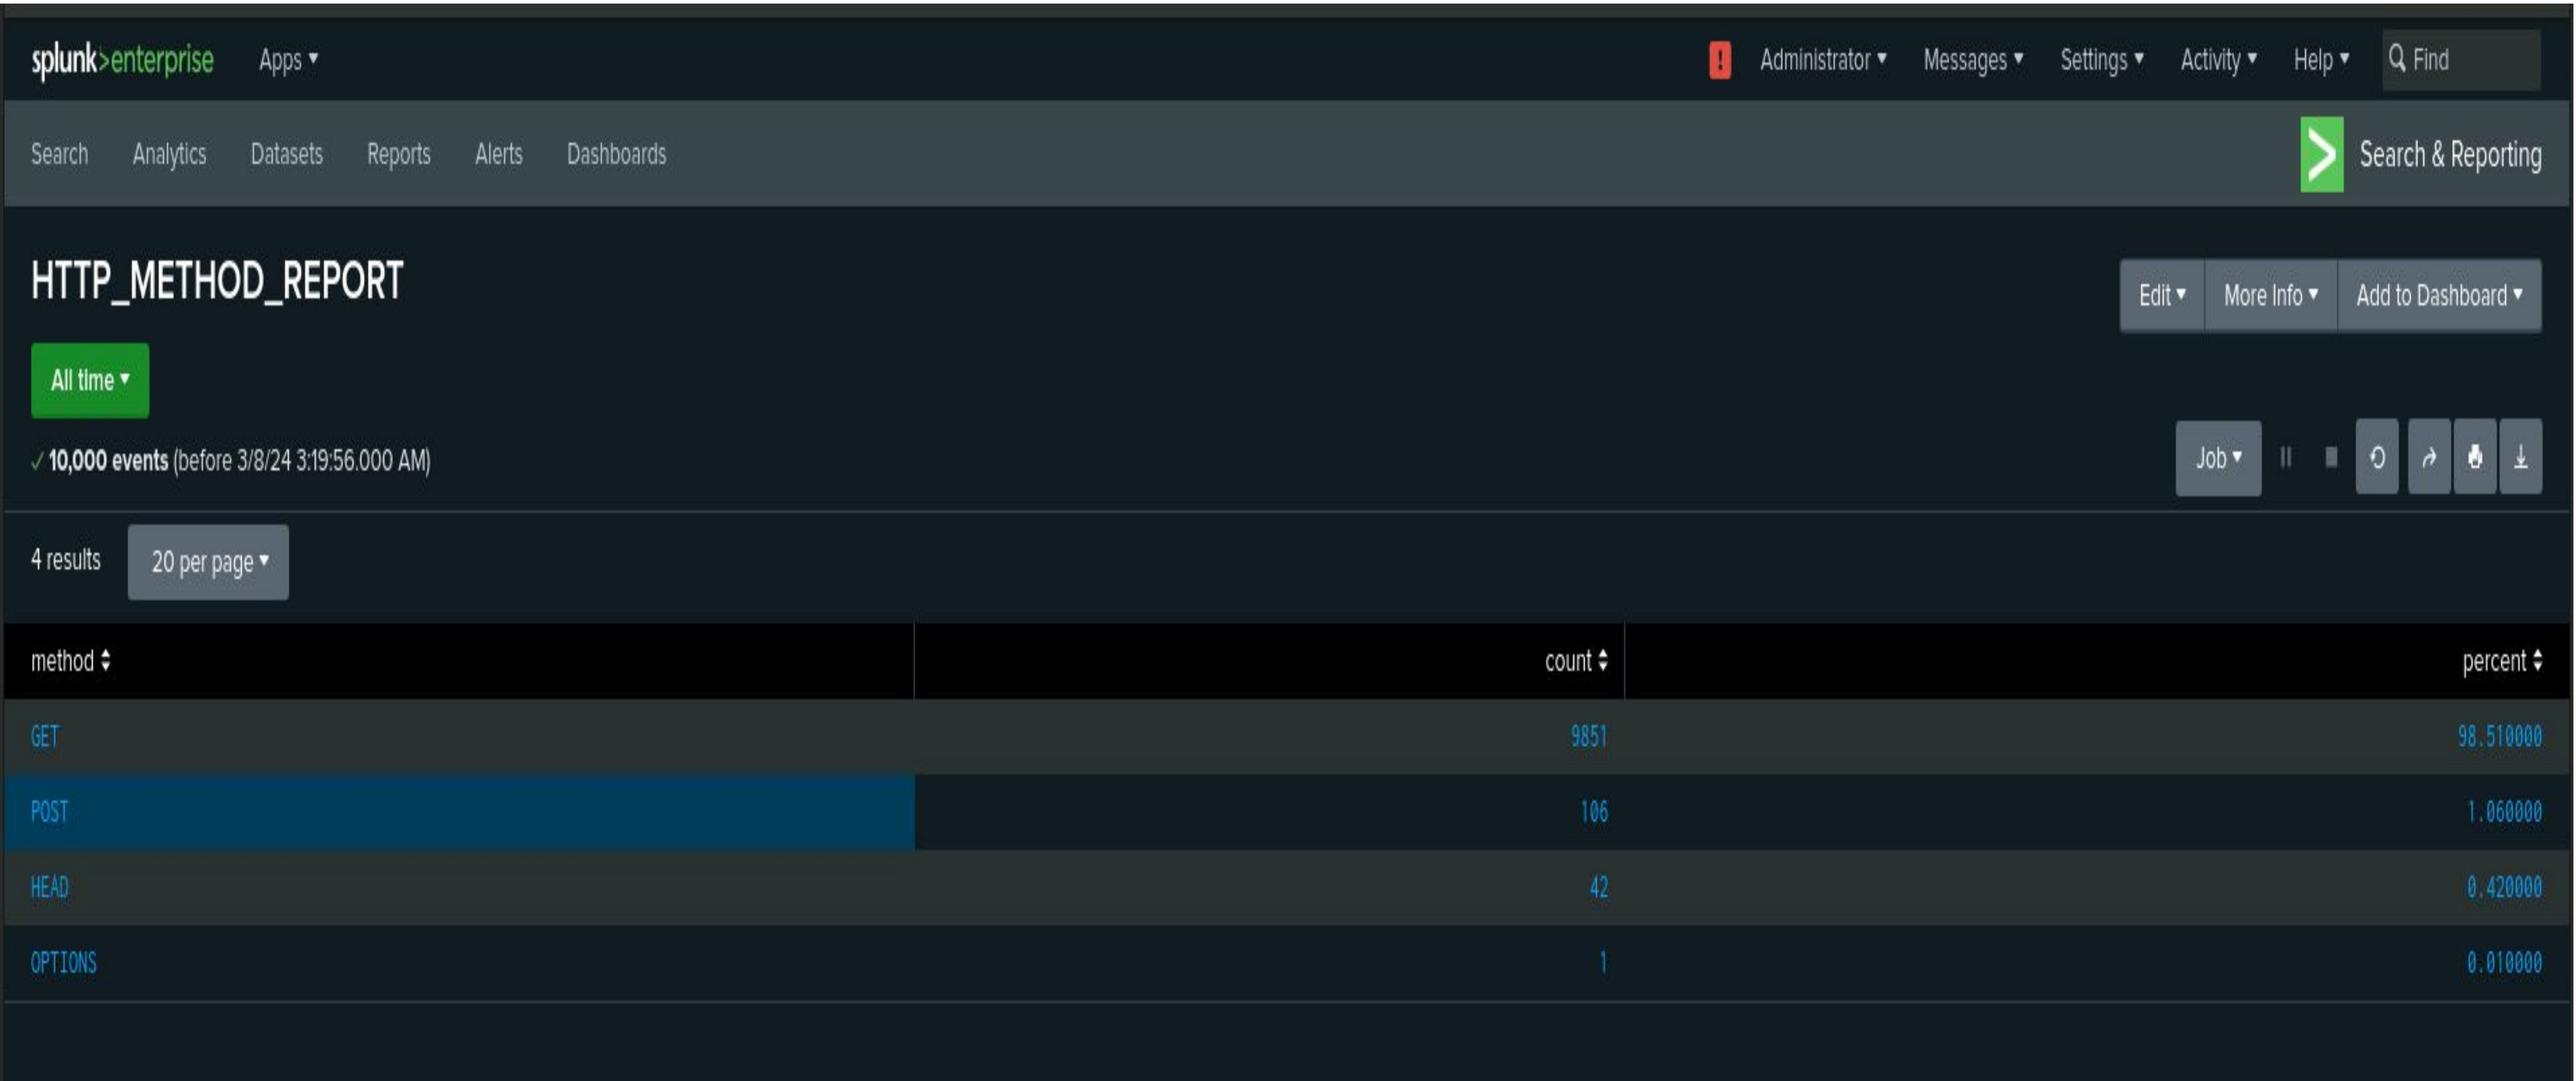 splunk>enterprise Apps ! Administrator Messages Settings Activity Help Find
Search Analytics Datasets Reports Alerts Dashboards Search & Reporting
HTTP_METHOD_REPORT
Edit More Info Add to Dashboard
All time
10,000 events (before 3/8/24 3:19:56.000 AM)
Job
4 results 20 per page
method count percent
GET 9851 98.510000
POST 106 1.060000
HEAD 42 0.420000
OPTIONS 1 0.010000